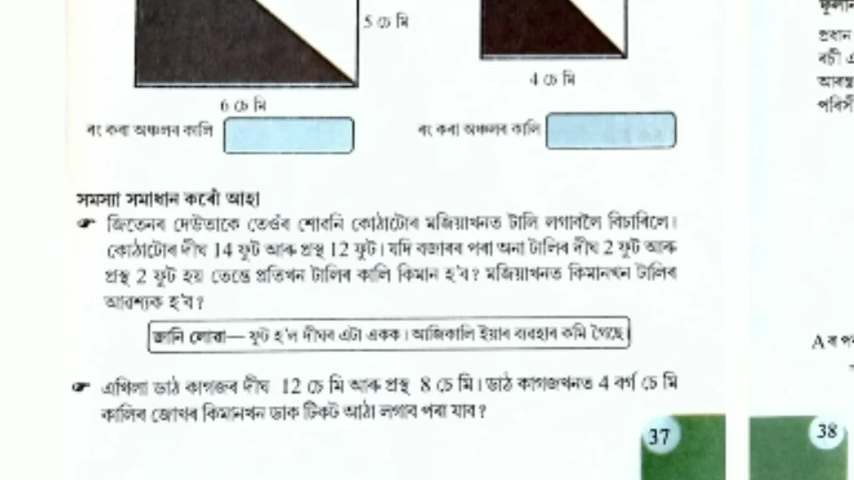 5 চে মি
4 চে মি
6 চে মি
ৰং কৰা অঞ্চলৰ কালি
ৰং কৰা অঞ্চলৰ কালি
সমস্যা সমাধান কৰোঁ আহা
জিতেনৰ দেউতাকে তেওঁৰ শোৱনি কোঠাটোৰ মজিয়াখনত টালি লগাবলৈ বিচাৰিলে।
কোঠাটোৰ দীঘ 14 ফুট আৰু প্ৰস্থ 12 ফুট। যদি বজাৰৰ পৰা অনা টালিৰ দীঘ 2 ফুট আৰু
প্ৰস্থ 2 ফুট হয় তেন্তে প্ৰতিখন টালিৰ কালি কিমান হ'ব? মজিয়াখনত কিমানখন টালিৰ
আৱশ্যক হ'ব?
জানি লোৱা— ফুট হ'ল দীঘৰ এটা একক। আজিকালি ইয়াৰ ব্যৱহাৰ কমি গৈছে।
এখিলা ডাঠ কাগজৰ দীঘ 12 চে মি আৰু প্ৰস্থ 8 চে মি। ডাঠ কাগজখনত 4 বৰ্গ চে মি
কালিৰ জোখৰ কিমানখন ডাক টিকট আঠা লগাব পৰা যাব?
37
প্ৰধান
আৰম্ভ
A ৰ
38